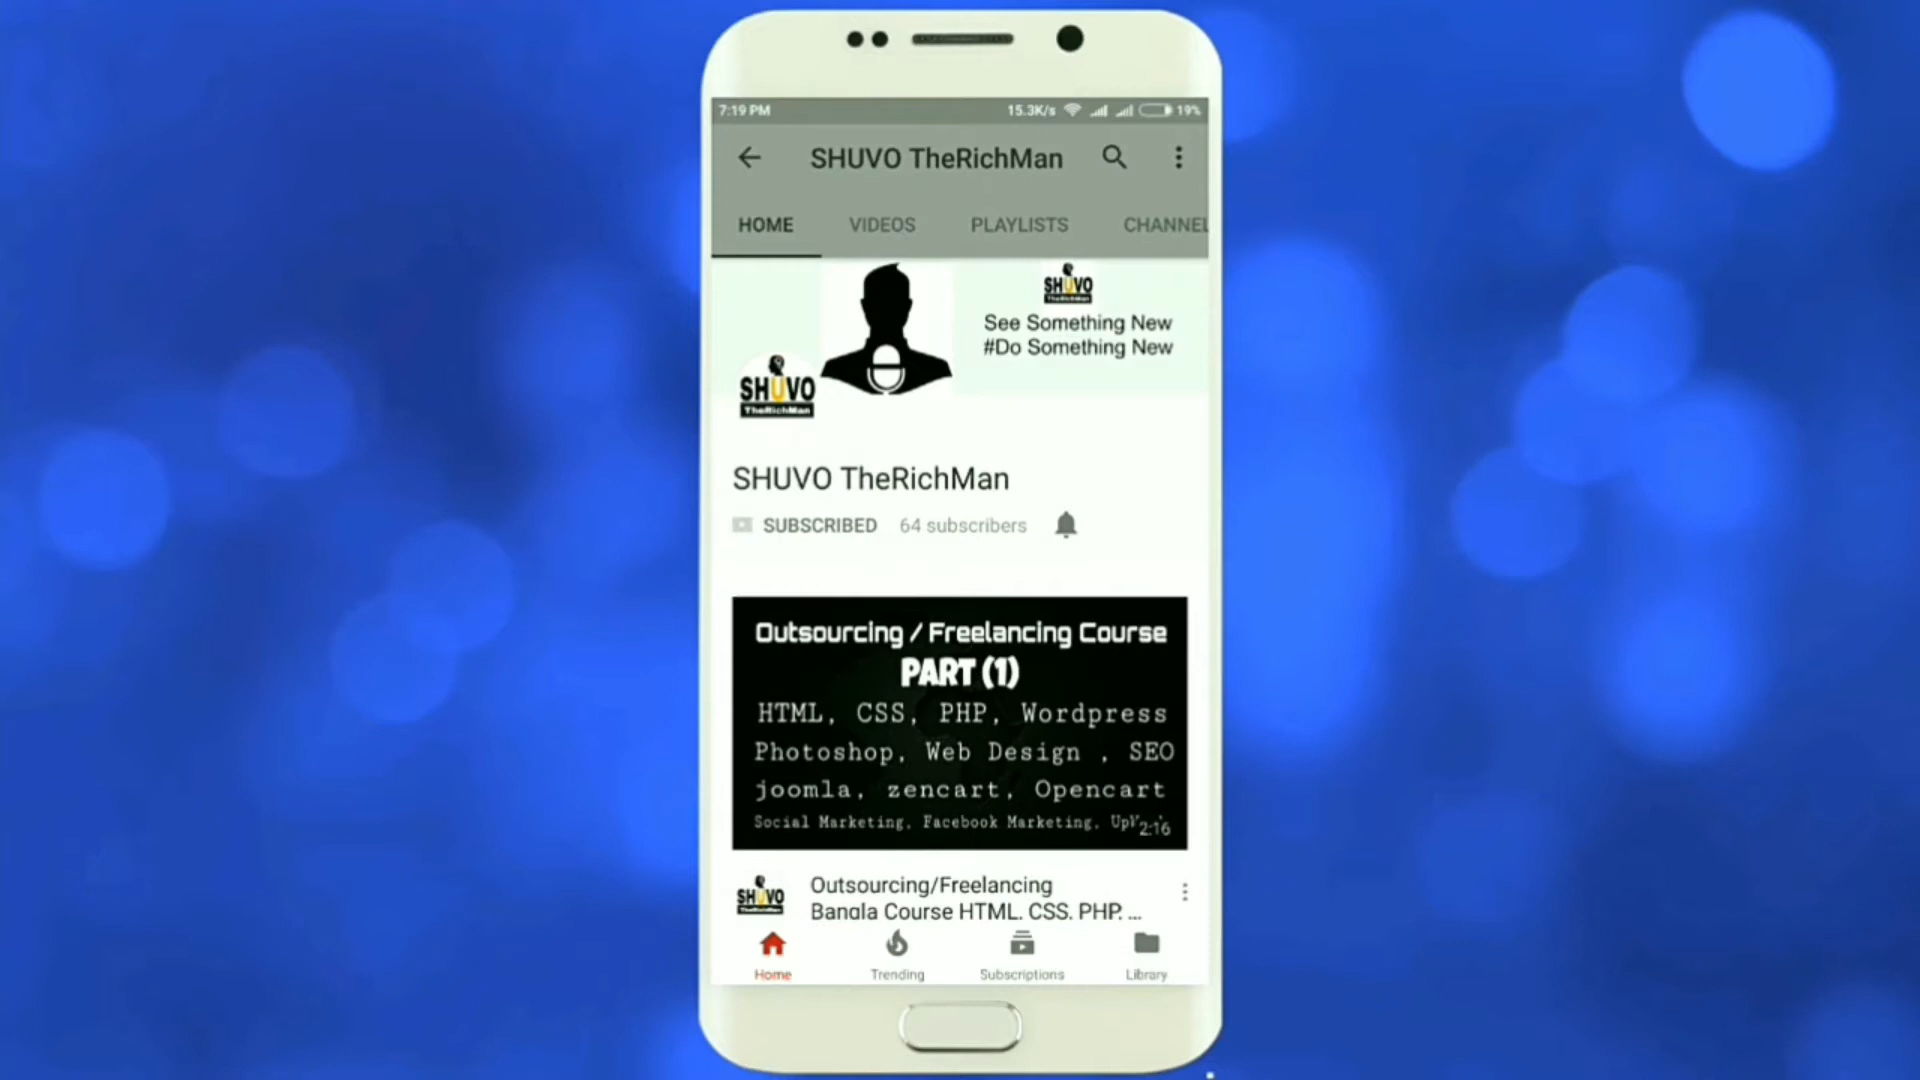 7:19 PM 15.3K/s 19%
SHUVO TheRichMan
HOME VIDEOS PLAYLISTS CHANNEL
SHUVO
TheRichMan
See Something New
#Do Something New
SHUVO
TheRichMan
SHUVO TheRichMan
SUBSCRIBED 64 subscribers
Outsourcing / Freelancing Course
PART (1)
HTML, CSS, PHP, Wordpress
Photoshop, Web Design , SEO
joomla, zencart, Opencart
Social Marketing, Facebook Marketing,
2:16
SHUVO
TheRichMan
Outsourcing/Freelancing
Bangla Course HTML. CSS. PHP. ...
Home Trending Subscriptions Library